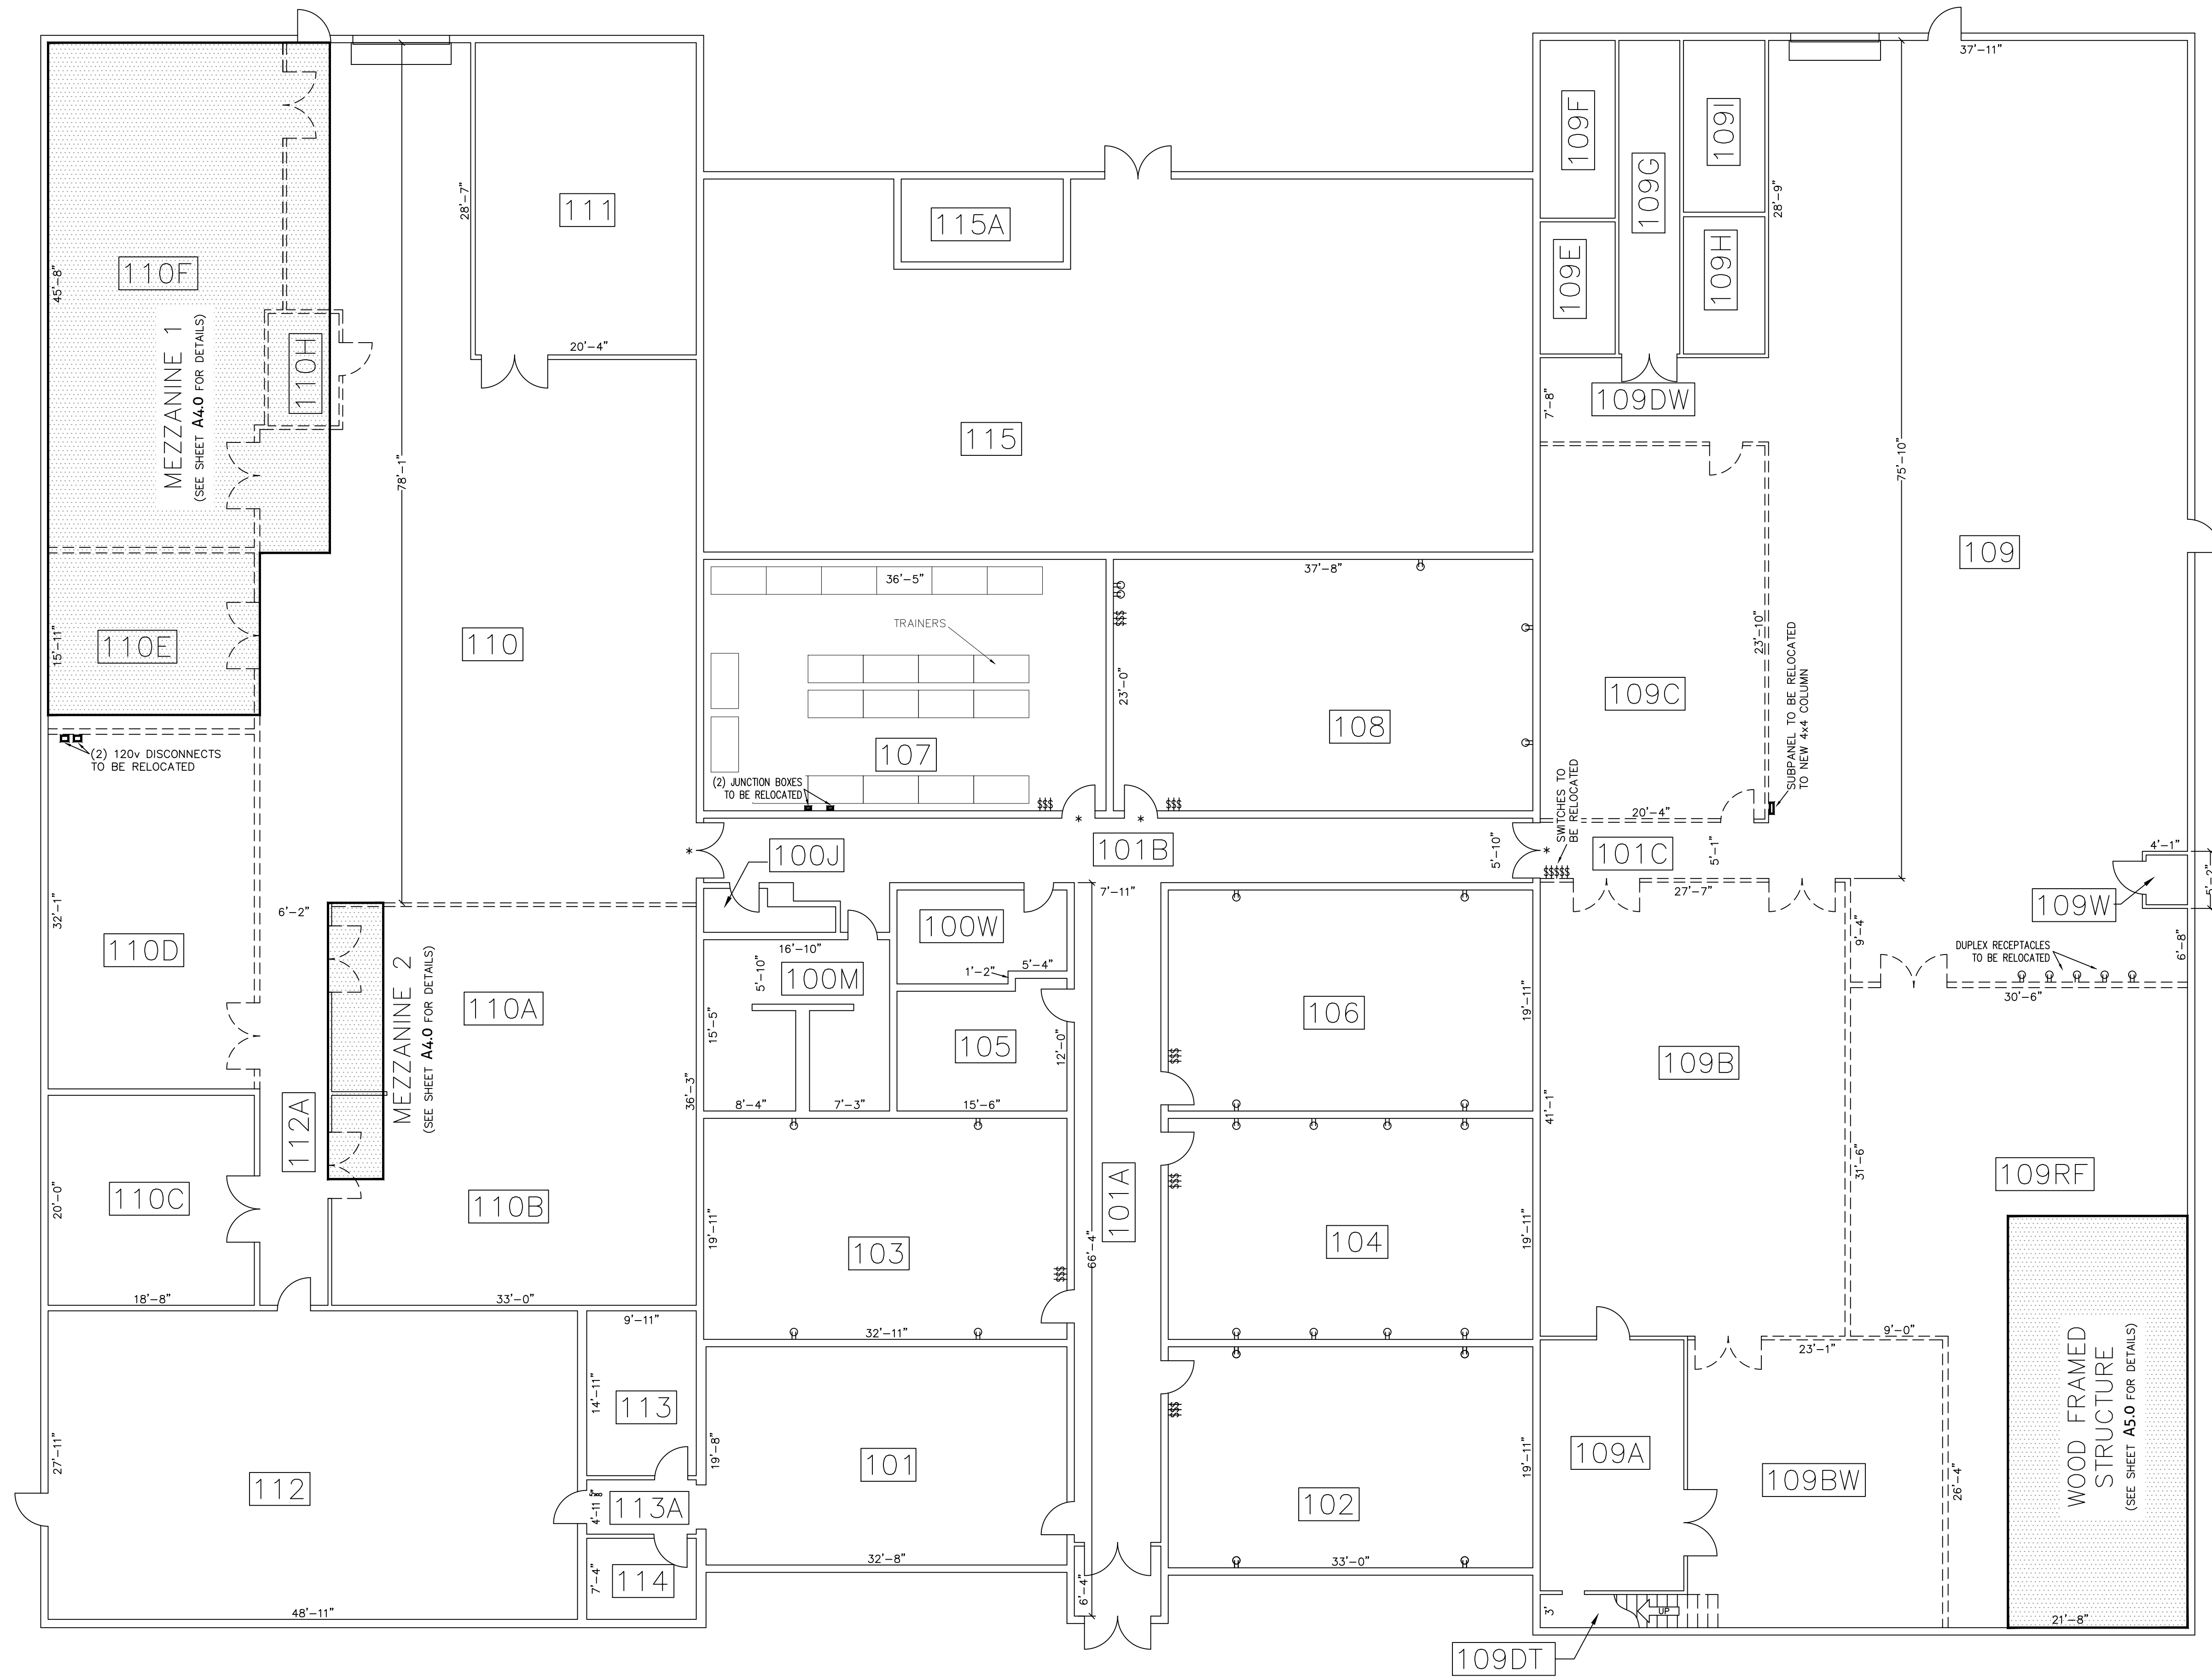 37'-11"
109F
109I
109G
28'-7"
111
115A
28'-9"
110F
45'-8"
109E
109H
MEZZANINE 1
(SEE SHEET A4.0 FOR DETAILS)
110H
20'-4"
109DW
7'-8"
115
78'-1"
75'-10"
109
36'-5"
37'-8"
TRAINERS
$$$
110E
15'-11"
110
23'-0"
23'-10"
109C
108
107
SUBPANEL TO BE RELOCATED
TO NEW 4x4 COLUMN
(2) 120v DISCONNECTS
TO BE RELOCATED
(2) JUNCTION BOXES
TO BE RELOCATED
$$$
$$$
SWITCHES TO
BE RELOCATED
20'-4"
*
*
*
*
100J
101B
5'-10"
$$$$$
101C
5'-1"
4'-1"
5'-2"
7'-11"
27'-7"
109W
6'-2"
32'-1"
110D
MEZZANINE 2
(SEE SHEET A4.0 FOR DETAILS)
110A
16'-10"
5'-10"
100M
100W
1'-2"
5'-4"
9'-4"
DUPLEX RECEPTACLES
TO BE RELOCATED
6'-8"
30'-6"
19'-11"
106
15'-5"
105
12'-0"
$$$
109B
36'-3"
8'-4"
7'-3"
15'-6"
41'-1"
112A
31'-6"
109RF
20'-0"
110C
110B
101A
$$$
19'-11"
103
66'-4"
104
19'-11"
$$$
18'-8"
33'-0"
9'-11"
32'-11"
9'-0"
23'-1"
14'-11"
113
$$$
WOOD FRAMED
STRUCTURE
(SEE SHEET A5.0 FOR DETAILS)
27'-11"
112
19'-8"
101
19'-11"
102
109A
109BW
26'-4"
4'-11
113A
32'-8"
33'-0"
7'-4"
114
6'-4"
48'-11"
3'
UP
21'-8"
109DT